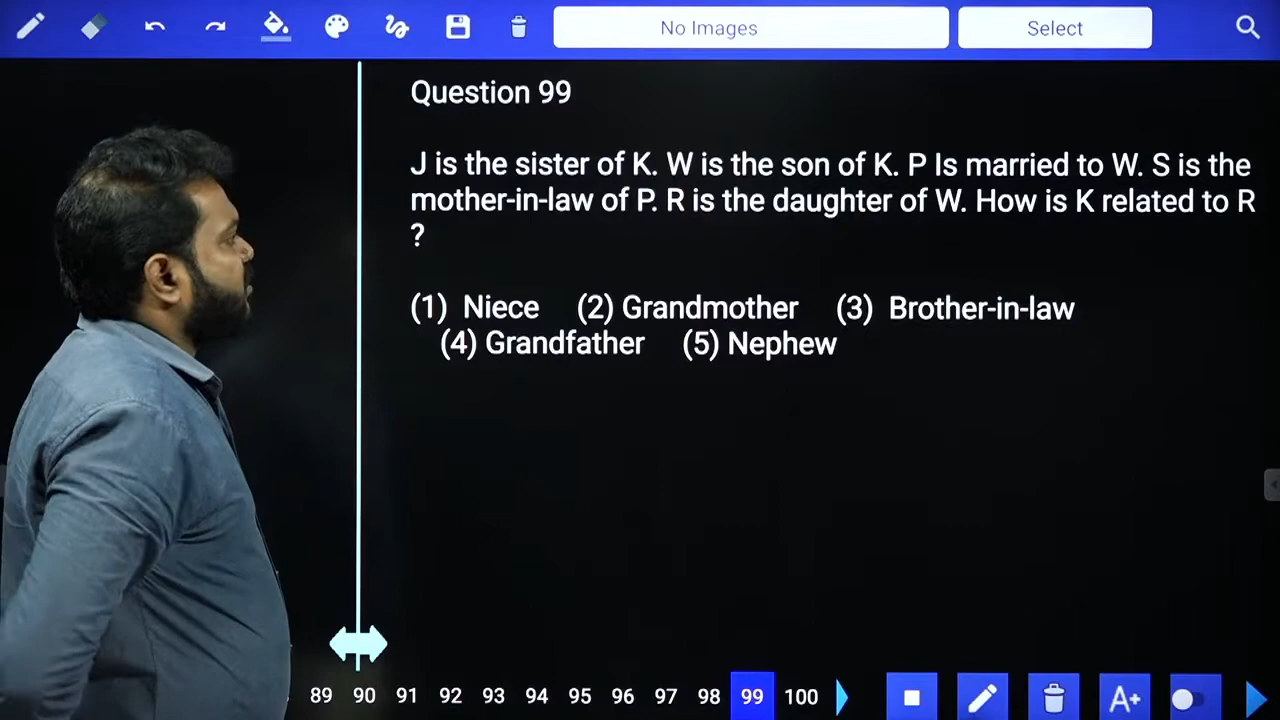 No Images
Select
Question 99
J is the sister of K. W is the son of K. P Is married to W. S is the
mother-in-law of P. R is the daughter of W. How is K related to R
?
(1) Niece (2) Grandmother (3) Brother-in-law
(4) Grandfather (5) Nephew
89 90 91 92 93 94 95 96 97 98 99 100
A+